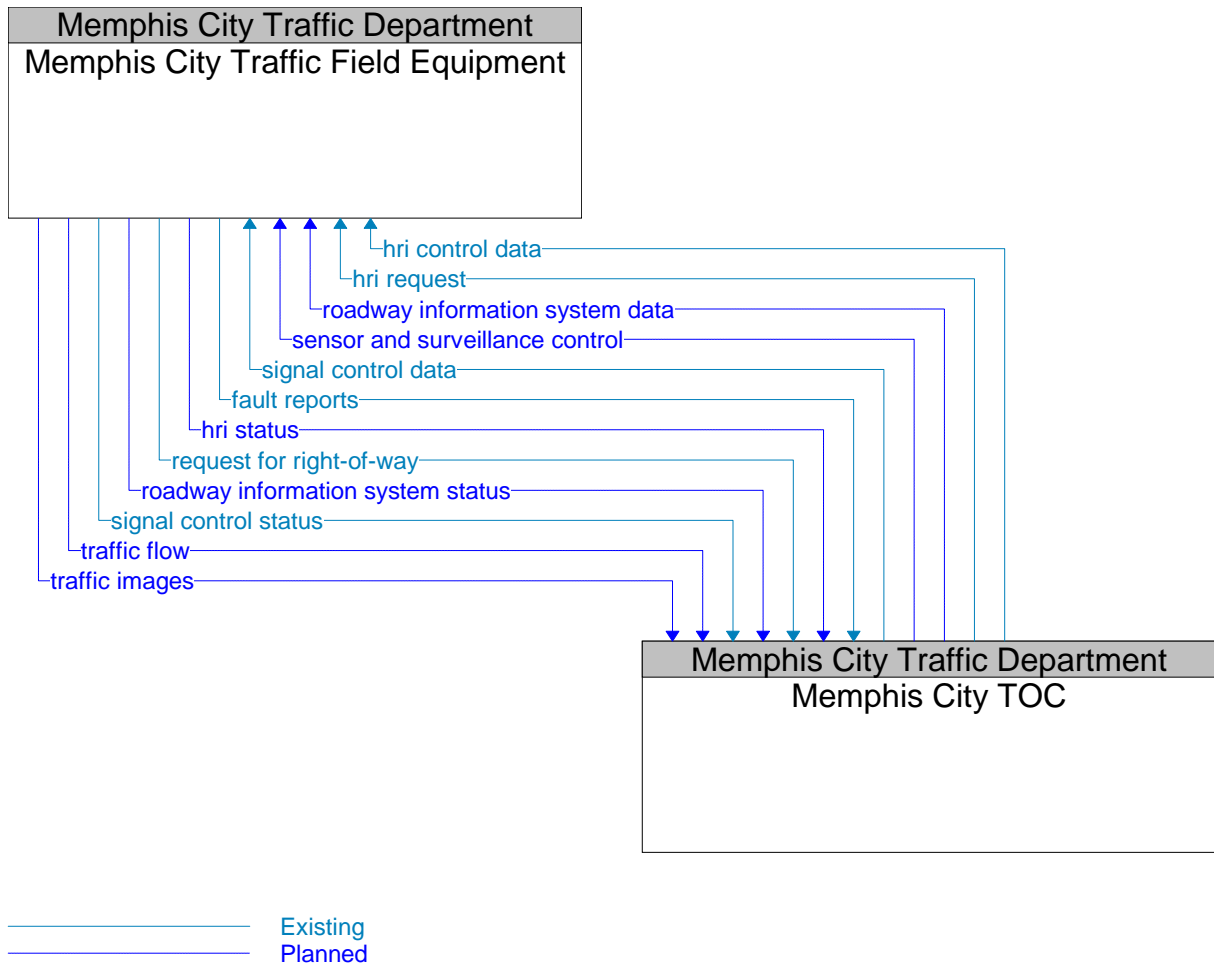 Memphis City Traffic Department
Memphis City Traffic Field Equipment
hri control data
hri request
roadway information system data
sensor and surveillance control
signal control data
fault reports
hri status
request for right-of-way
roadway information system status
signal control status
traffic flow
traffic images
Memphis City Traffic Department
Memphis City TOC
Existing
Planned